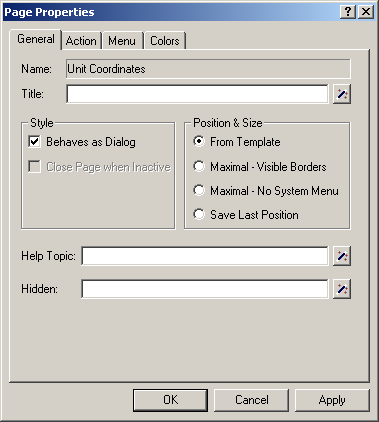 Page Properties
General Action Menu Colors
Name: Unit Coordinates
Title:
Style
Behaves as Dialog
Close Page when Inactive
Position & Size
From Template
Maximal - Visible Borders
Maximal - No System Menu
Save Last Position
Help Topic:
Hidden:
OK Cancel Apply